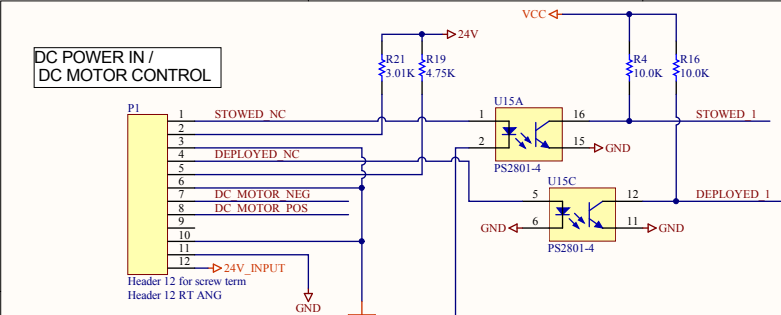 DC POWER IN /
DC MOTOR CONTROL
24V
VCC
R21
3.01K
R19
4.75K
R4
10.0K
R16
10.0K
P1
1 STOWED_NC
2
3
4 DEPLOYED_NC
5
6
7 DC_MOTOR_NEG
8 DC_MOTOR_POS
9
10
11
12 24V_INPUT
Header 12 for screw term
Header 12 RT ANG
GND
U15A
1 16 STOWED_1
2 15 GND
PS2801-4
U15C
5 12 DEPLOYED_1
GND 6 11 GND
PS2801-4